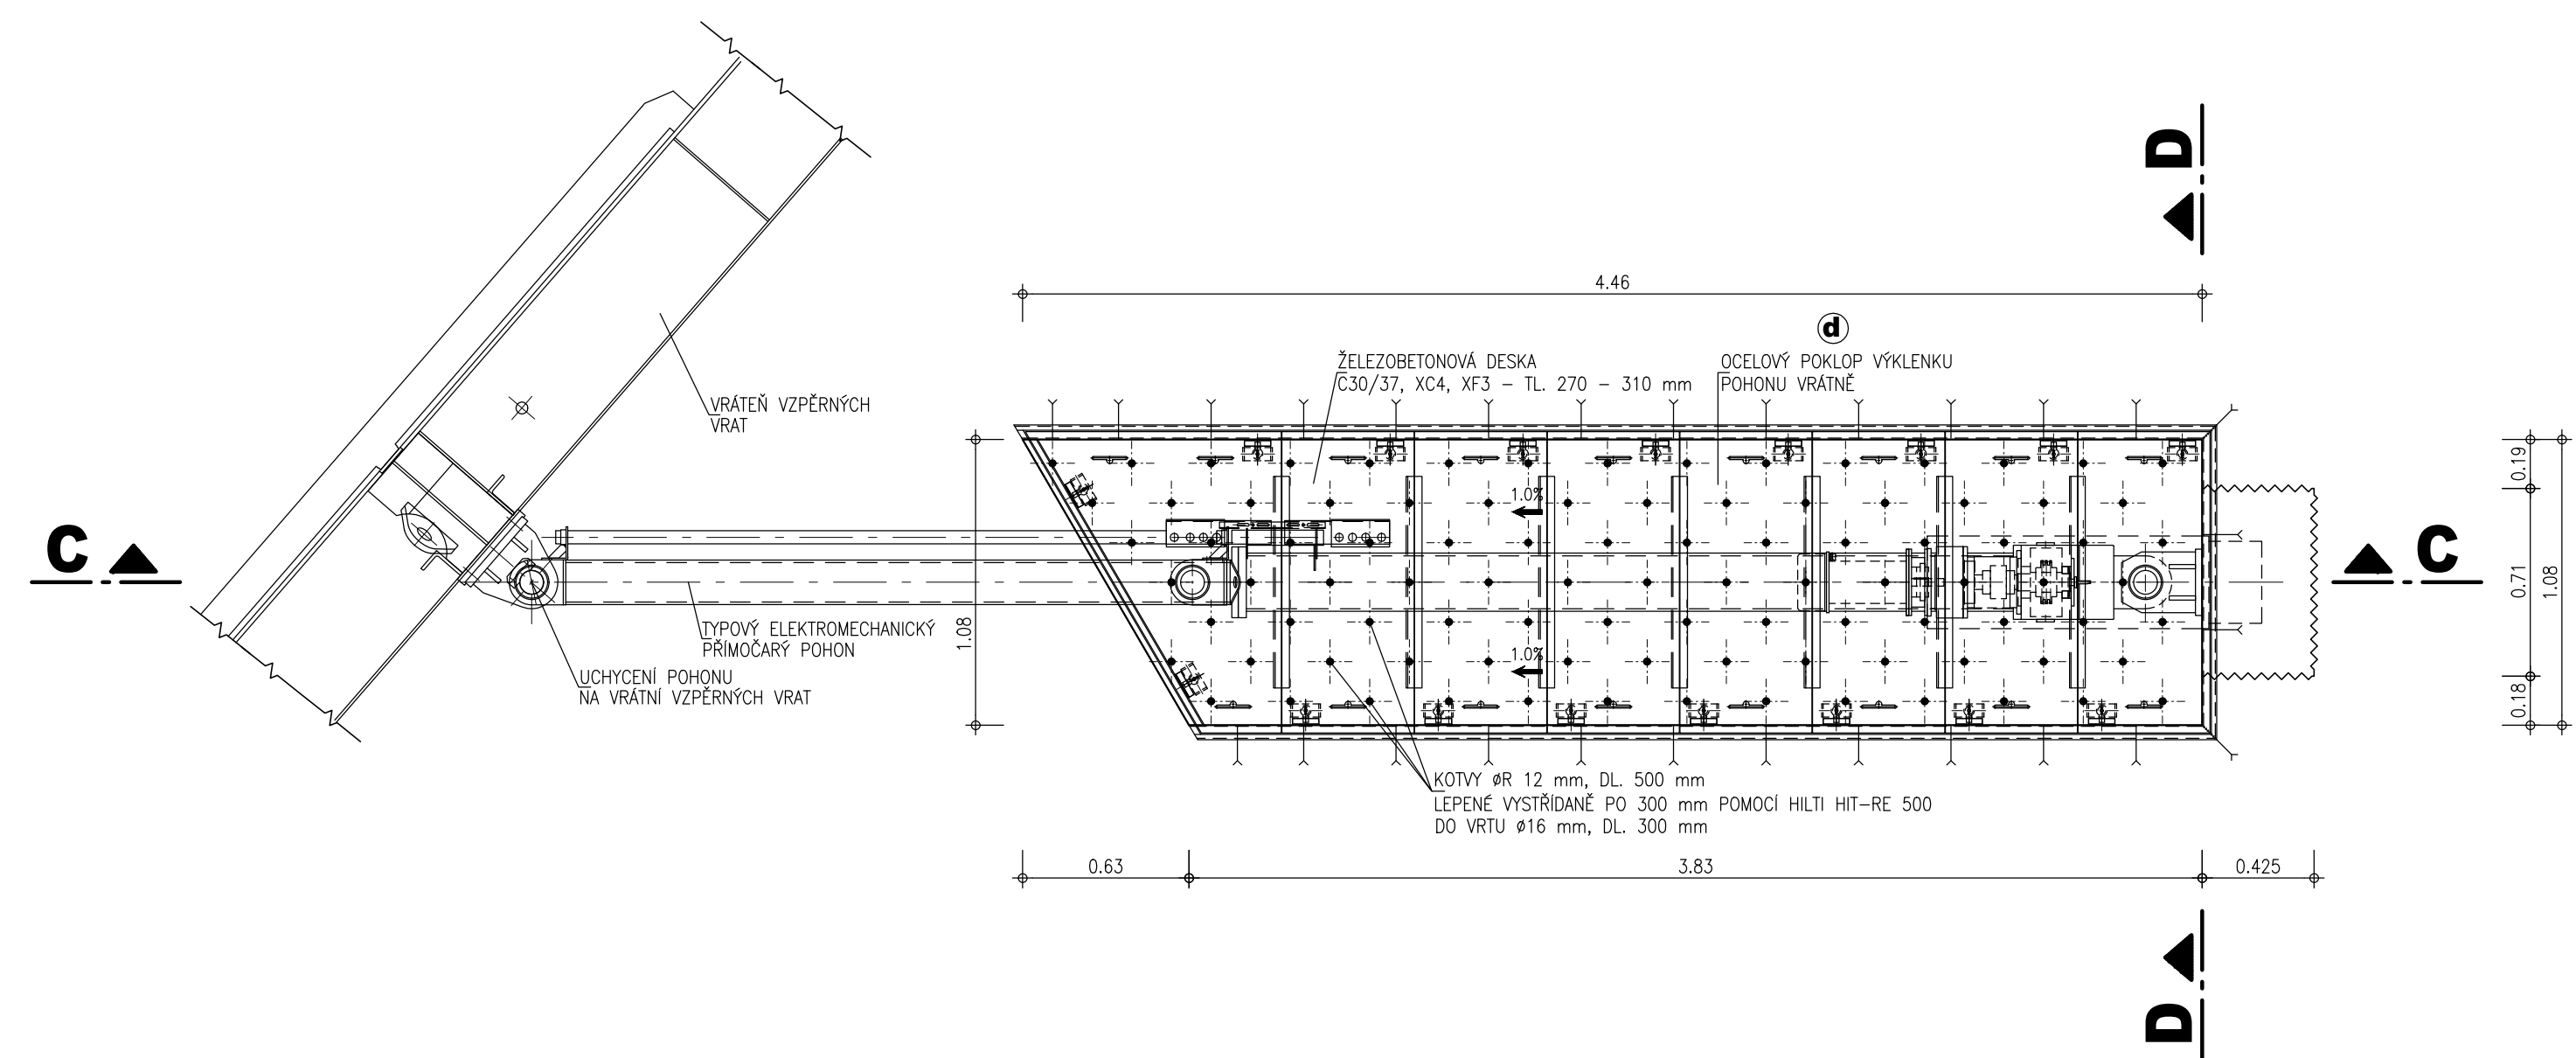 D
4.46
d
ŽELEZOBETONOVÁ DESKA
C30/37, XC4, XF3 – TL. 270 – 310 mm
OCELOVÝ POKLOP VÝKLENKU
POHONU VRÁTNĚ
VRÁTEŇ VZPĚRNÝCH
VRAT
1.0%
C
C
0.19
0.71
0.18
1.08
1.08
TYPOVÝ ELEKTROMECHANICKÝ
PŘÍMOČARÝ POHON
1.0%
UCHYCENÍ POHONU
NA VRÁTNÍ VZPĚRNÝCH VRAT
KOTVY øR 12 mm, DL. 500 mm
LEPENÉ VYSTŘÍDANĚ PO 300 mm POMOCÍ HILTI HIT–RE 500
DO VRTU ø16 mm, DL. 300 mm
0.63
3.83
0.425
D